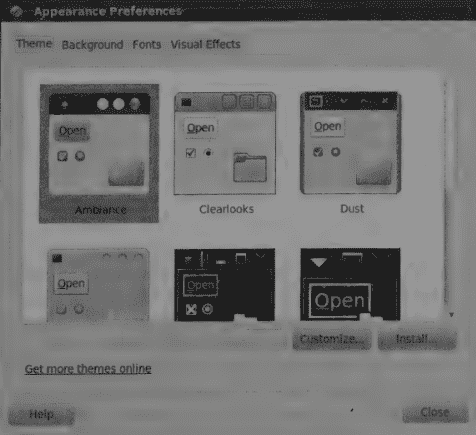 Appearance Preferences
Theme Background Fonts Visual Effects
Open Open Open
Ambiance Clearlooks Dust
Open Open Open
Customize... Install...
Get more themes online
Help Close